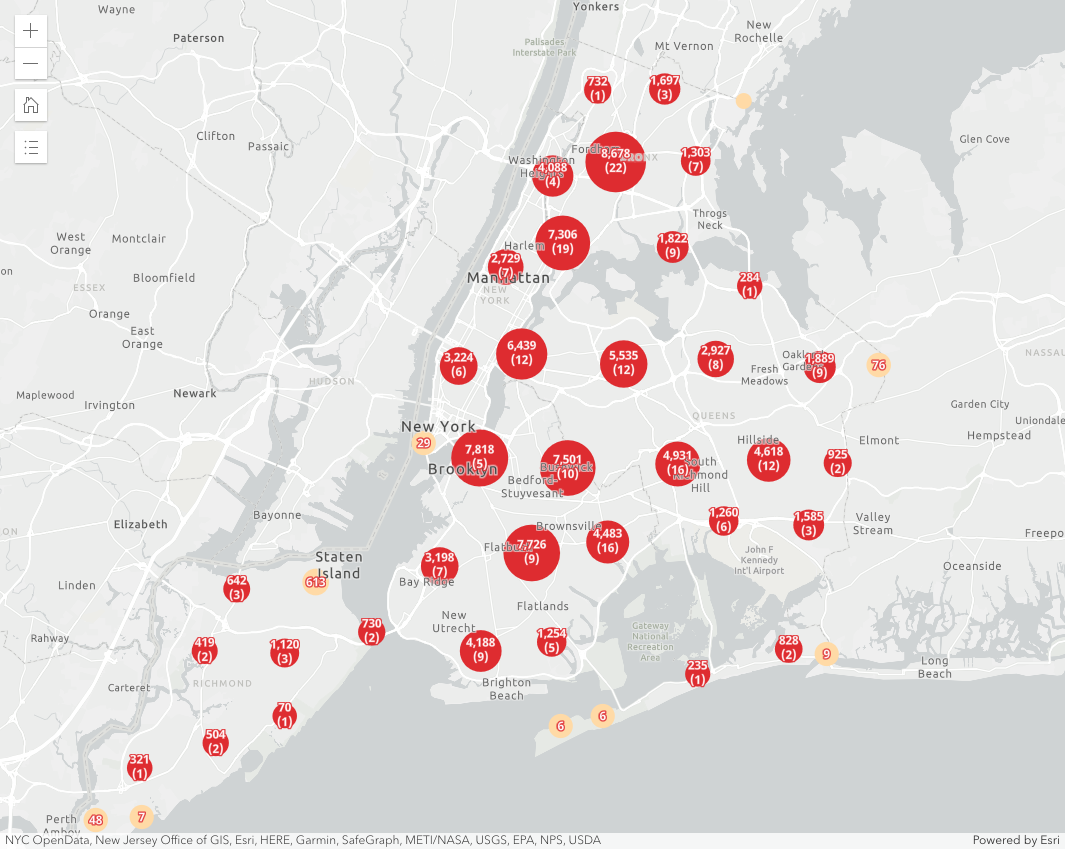 Yonkers
Wayne
New
Rochelle
Paterson
Palisades
Interstate Park
Mt Vernon
732
(1)
1,697
(3)
Clifton
Passaic
Glen Cove
Fordham
BRONX
8,678
(22)
1,303
(7)
Washington
Heights
4,088
(4)
Throgs
Neck
West
Orange
Montclair
7,306
(19)
1,822
(9)
Harlem
2,729
(7)
Manhattan
NEW
YORK
Bloomfield
284
(1)
ESSEX
Orange
East
Orange
6,439
(12)
3,224
(6)
5,535
(12)
2,927
(8)
Oakland
Gardens
1,889
(9)
76
NASSAU
Fresh
Meadows
HUDSON
Maplewood
Newark
Irvington
Garden City
QUEENS
Uniondale
New York
29
Hempstead
Hillside
Elmont
7,818
(5)
Brooklyn
7,501
(10)
Bushwick
4,931
(16)
South
Richmond
Hill
4,618
(12)
925
(2)
Bedford-
Stuyvesant
Bayonne
Elizabeth
Brownsville
1,260
(6)
1,585
(3)
Valley
Stream
ON
Freepo
4,483
(16)
Flatbush
7,726
(9)
John F
Kennedy
Int'l Airport
Staten
Island
613
3,198
(7)
Bay Ridge
Oceanside
Linden
642
(3)
Flatlands
New
Utrecht
730
(2)
Gateway
National
Recreation
Area
Rahway
419
(2)
1,120
(3)
4,188
(9)
1,254
(5)
828
(2)
9
Long
Beach
235
(1)
Carteret
RICHMOND
Brighton
Beach
70
(1)
6
6
504
(2)
321
(1)
48
7
Perth
Amboy
NYC OpenData, New Jersey Office of GIS, Esri, HERE, Garmin, SafeGraph, METI/NASA, USGS, EPA, NPS, USDA
Powered by Esri